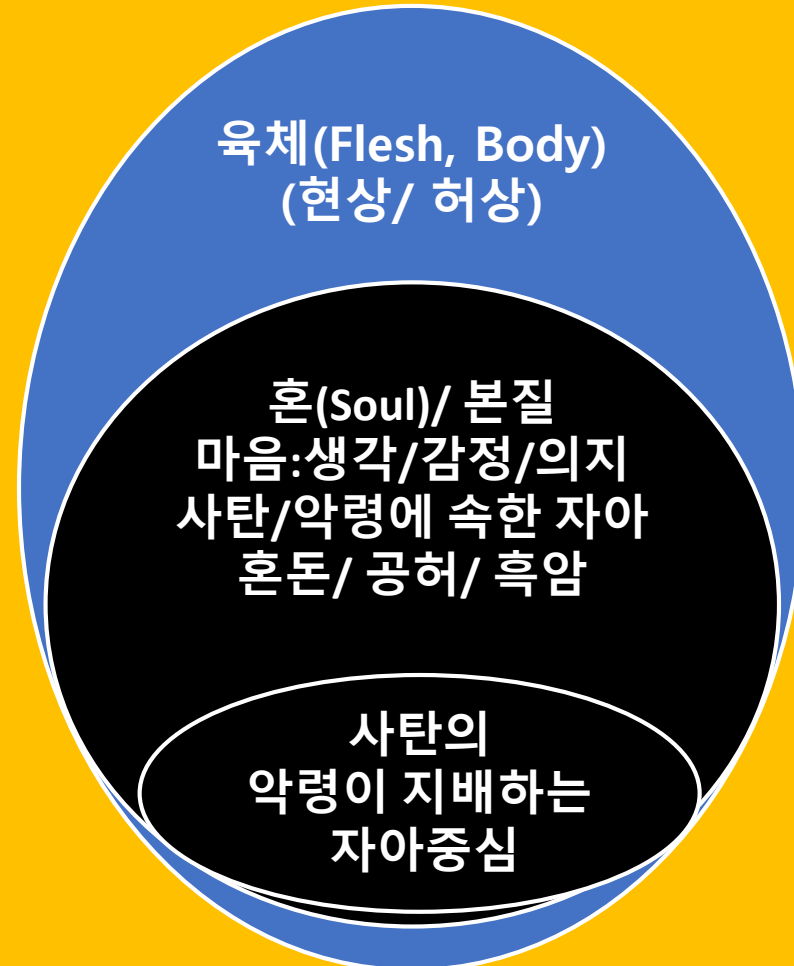 육체(Flesh, Body)
(현상/ 허상)
혼(Soul)/ 본질
마음:생각/감정/의지
사탄/악령에 속한 자아
혼돈/ 공허/ 흑암
사탄의
악령이 지배하는
자아중심